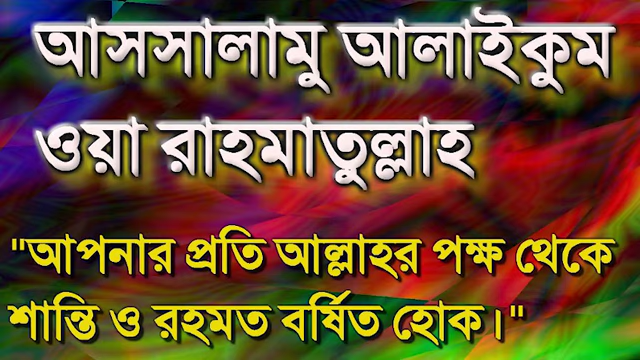 আসসালামু আলাইকুম
ওয়া রাহমাতুল্লাহ
"আপনার প্রতি আল্লাহর পক্ষ থেকে
শান্তি ও রহমত বর্ষিত হোক।"